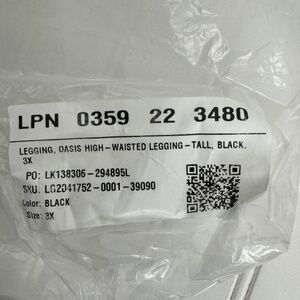 LPN 0359 22 3480
LEGGING, OASIS HIGH-WAISTED LEGGING-TALL, BLACK,
3X
PO: LK138306-294895L
SKU: LG2041752-0001-39090
Color: BLACK
Size: 3X